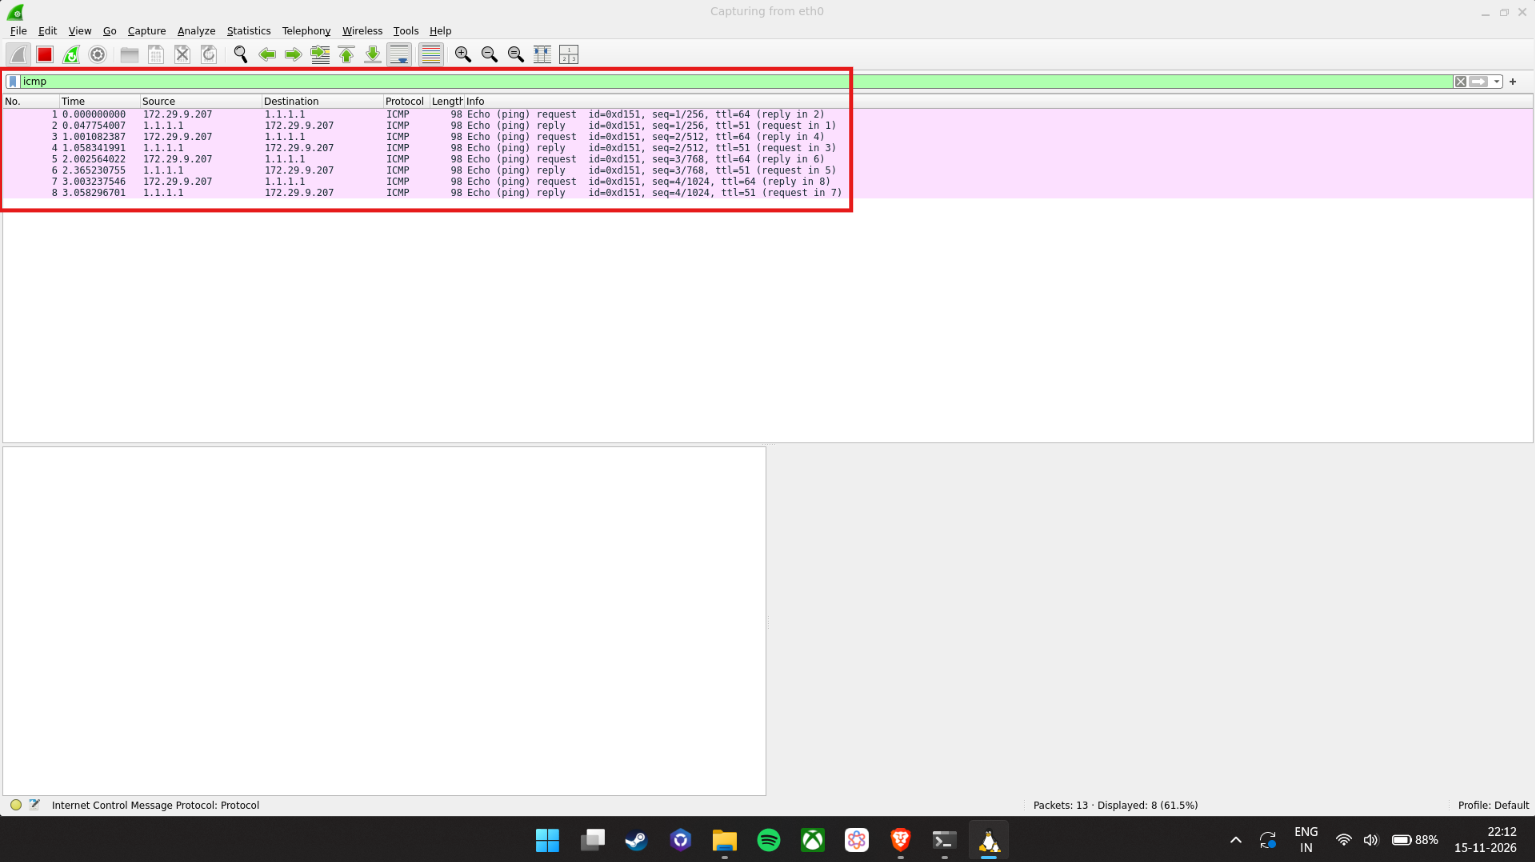 Capturing from eth0
File Edit View Go Capture Analyze Statistics Telephony Wireless Tools Help
icmp
No. Time Source Destination Protocol Length Info
1 0.000000000 172.29.9.207 1.1.1.1 ICMP 98 Echo (ping) request id=0xd151, seq=1/256, ttl=64 (reply in 2)
2 0.047754007 1.1.1.1 172.29.9.207 ICMP 98 Echo (ping) reply id=0xd151, seq=1/256, ttl=51 (request in 1)
3 1.001082387 172.29.9.207 1.1.1.1 ICMP 98 Echo (ping) request id=0xd151, seq=2/512, ttl=64 (reply in 4)
4 1.058341991 1.1.1.1 172.29.9.207 ICMP 98 Echo (ping) reply id=0xd151, seq=2/512, ttl=51 (request in 3)
5 2.002564022 172.29.9.207 1.1.1.1 ICMP 98 Echo (ping) request id=0xd151, seq=3/768, ttl=64 (reply in 6)
6 2.365230755 1.1.1.1 172.29.9.207 ICMP 98 Echo (ping) reply id=0xd151, seq=3/768, ttl=51 (request in 5)
7 3.003237546 172.29.9.207 1.1.1.1 ICMP 98 Echo (ping) request id=0xd151, seq=4/1024, ttl=64 (reply in 8)
8 3.058296701 1.1.1.1 172.29.9.207 ICMP 98 Echo (ping) reply id=0xd151, seq=4/1024, ttl=51 (request in 7)
Internet Control Message Protocol: Protocol Packets: 13 · Displayed: 8 (61.5%) Profile: Default
ENG 22:12
IN 88% 15-11-2026